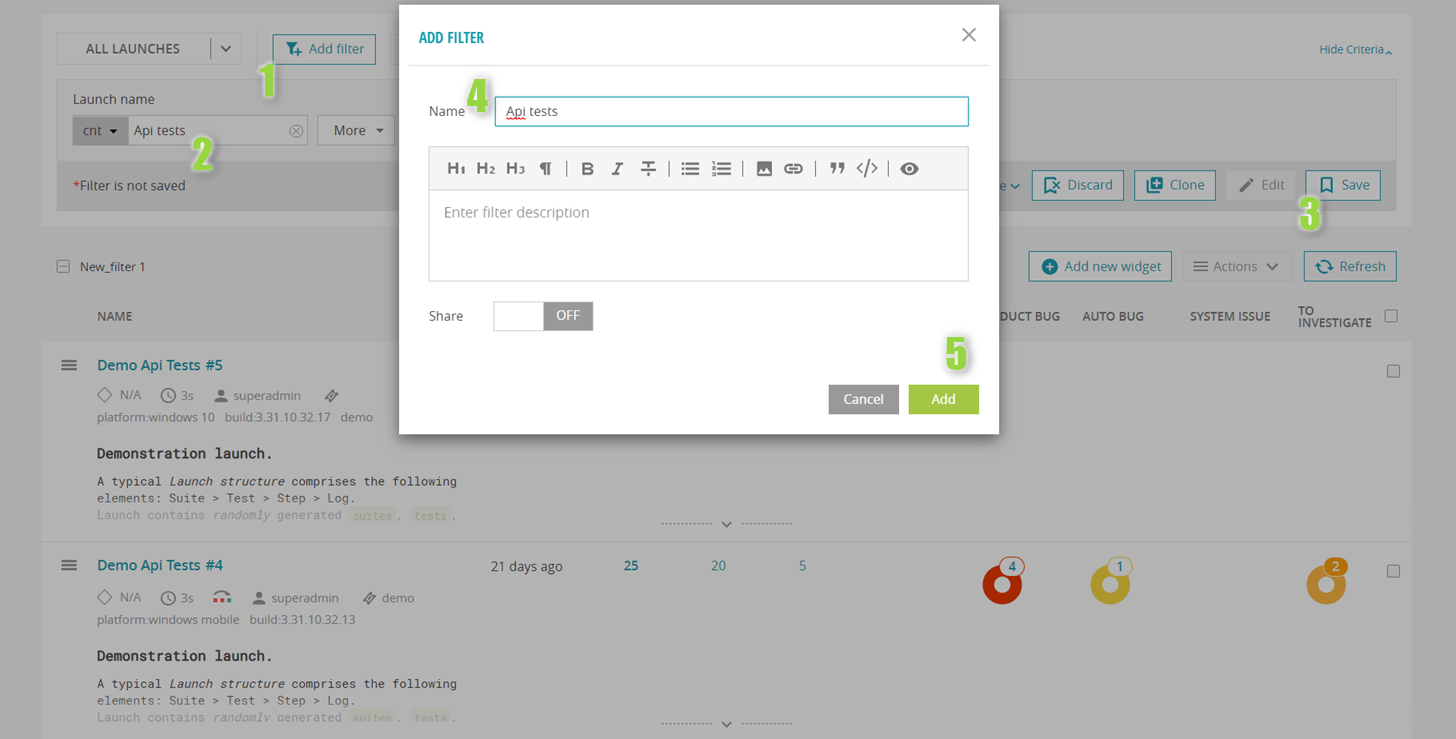 ALL LAUNCHES
Add filter
Hide Criteria
1
Launch name
cnt Api tests More
2
*Filter is not saved
e Discard Clone Edit Save
3
ADD FILTER
4
Name Api tests
H1 H2 H3 ¶ B I T " </>
Enter filter description
Share OFF
5
Cancel Add
New_filter 1
Add new widget Actions Refresh
NAME DUCT BUG AUTO BUG SYSTEM ISSUE TO INVESTIGATE
Demo Api Tests #5
N/A 3s superadmin
platform:windows 10 build:3.31.10.32.17 demo
Demonstration launch.
A typical Launch structure comprises the following
elements: Suite > Test > Step > Log.
Launch contains randomly generated suites, tests,
Demo Api Tests #4 21 days ago 25 20 5 4 1 2
N/A 3s superadmin demo
platform:windows mobile build:3.31.10.32.13
Demonstration launch.
A typical Launch structure comprises the following
elements: Suite > Test > Step > Log.
Launch contains randomly generated suites, tests,